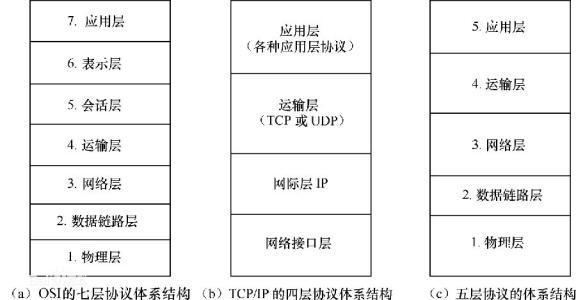 7. 应用层
6. 表示层
5. 会话层
4. 运输层
3. 网络层
2. 数据链路层
1. 物理层
(a) OSI的七层协议体系结构
应用层
(各种应用层协议)
运输层
(TCP 或 UDP)
网际层 IP
网络接口层
(b) TCP/IP 的四层协议体系结构
5. 应用层
4. 运输层
3. 网络层
2. 数据链路层
1. 物理层
(c) 五层协议的体系结构